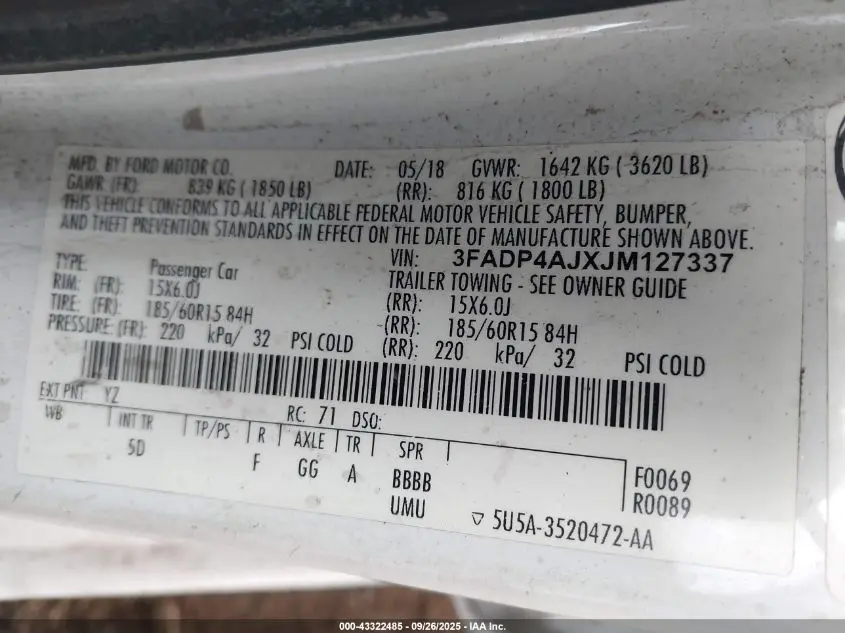 MFD. BY FORD MOTOR CO. DATE: 05/18 GVWR: 1642 KG ( 3620 LB)
GAWR (FR): 839 KG ( 1850 LB) (RR): 816 KG ( 1800 LB)
THIS VEHICLE CONFORMS TO ALL APPLICABLE FEDERAL MOTOR VEHICLE SAFETY, BUMPER,
AND THEFT PREVENTION STANDARDS IN EFFECT ON THE DATE OF MANUFACTURE SHOWN ABOVE.
VIN: 3FADP4AJXJM127337
TYPE: Passenger Car TRAILER TOWING - SEE OWNER GUIDE
RIM: (FR): 15X6.0J (RR): 15X6.0J
TIRE: (FR): 185/60R15 84H (RR): 185/60R15 84H
PRESSURE: (FR): 220 kPa/ 32 PSI COLD (RR): 220 kPa/ 32 PSI COLD
EXT PNT: YZ RC: 71 DSO:
WB INT TR TP/PS R AXLE TR SPR
5D F GG A BBBB F0069
UMU R0089
▽ 5U5A-3520472-AA
000-43322485 - 09/26/2025 - IAA Inc.